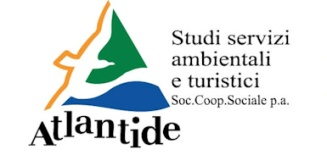 Studi servizi
ambientali
e turistici
Soc.Coop.Sociale p.a.
Atlantide